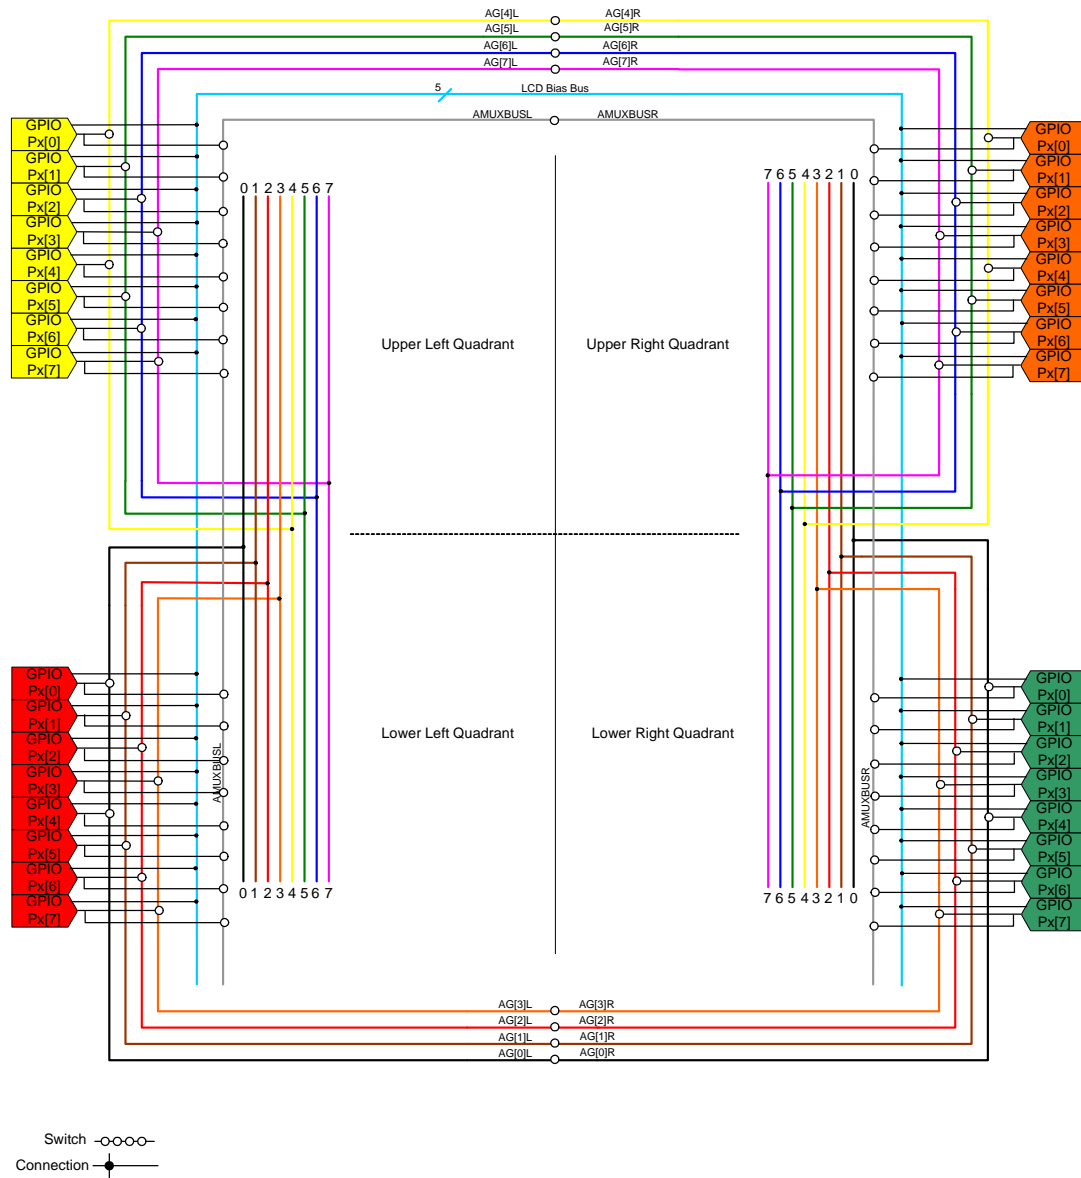 AG[4]L AG[4]R
AG[5]L AG[5]R
AG[6]L AG[6]R
AG[7]L AG[7]R
5 LCD Bias Bus
AMUXBUSL AMUXBUSR
GPIO
Px[0]
GPIO
Px[1]
GPIO
Px[2]
GPIO
Px[3]
GPIO
Px[4]
GPIO
Px[5]
GPIO
Px[6]
GPIO
Px[7]
0 1 2 3 4 5 6 7
7 6 5 4 3 2 1 0
GPIO
Px[0]
GPIO
Px[1]
GPIO
Px[2]
GPIO
Px[3]
GPIO
Px[4]
GPIO
Px[5]
GPIO
Px[6]
GPIO
Px[7]
Upper Left Quadrant Upper Right Quadrant
GPIO
Px[0]
GPIO
Px[1]
GPIO
Px[2]
GPIO
Px[3]
GPIO
Px[4]
GPIO
Px[5]
GPIO
Px[6]
GPIO
Px[7]
AMUXBUSL
Lower Left Quadrant Lower Right Quadrant
AMUXBUSR
GPIO
Px[0]
GPIO
Px[1]
GPIO
Px[2]
GPIO
Px[3]
GPIO
Px[4]
GPIO
Px[5]
GPIO
Px[6]
GPIO
Px[7]
0 1 2 3 4 5 6 7
7 6 5 4 3 2 1 0
AG[3]L AG[3]R
AG[2]L AG[2]R
AG[1]L AG[1]R
AG[0]L AG[0]R
Switch
Connection